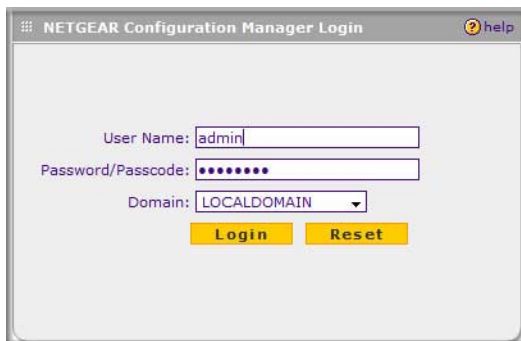 NETGEAR Configuration Manager Login
help
User Name: admin
Password/Passcode: ••••••••
Domain: LOCALDOMAIN
Login Reset